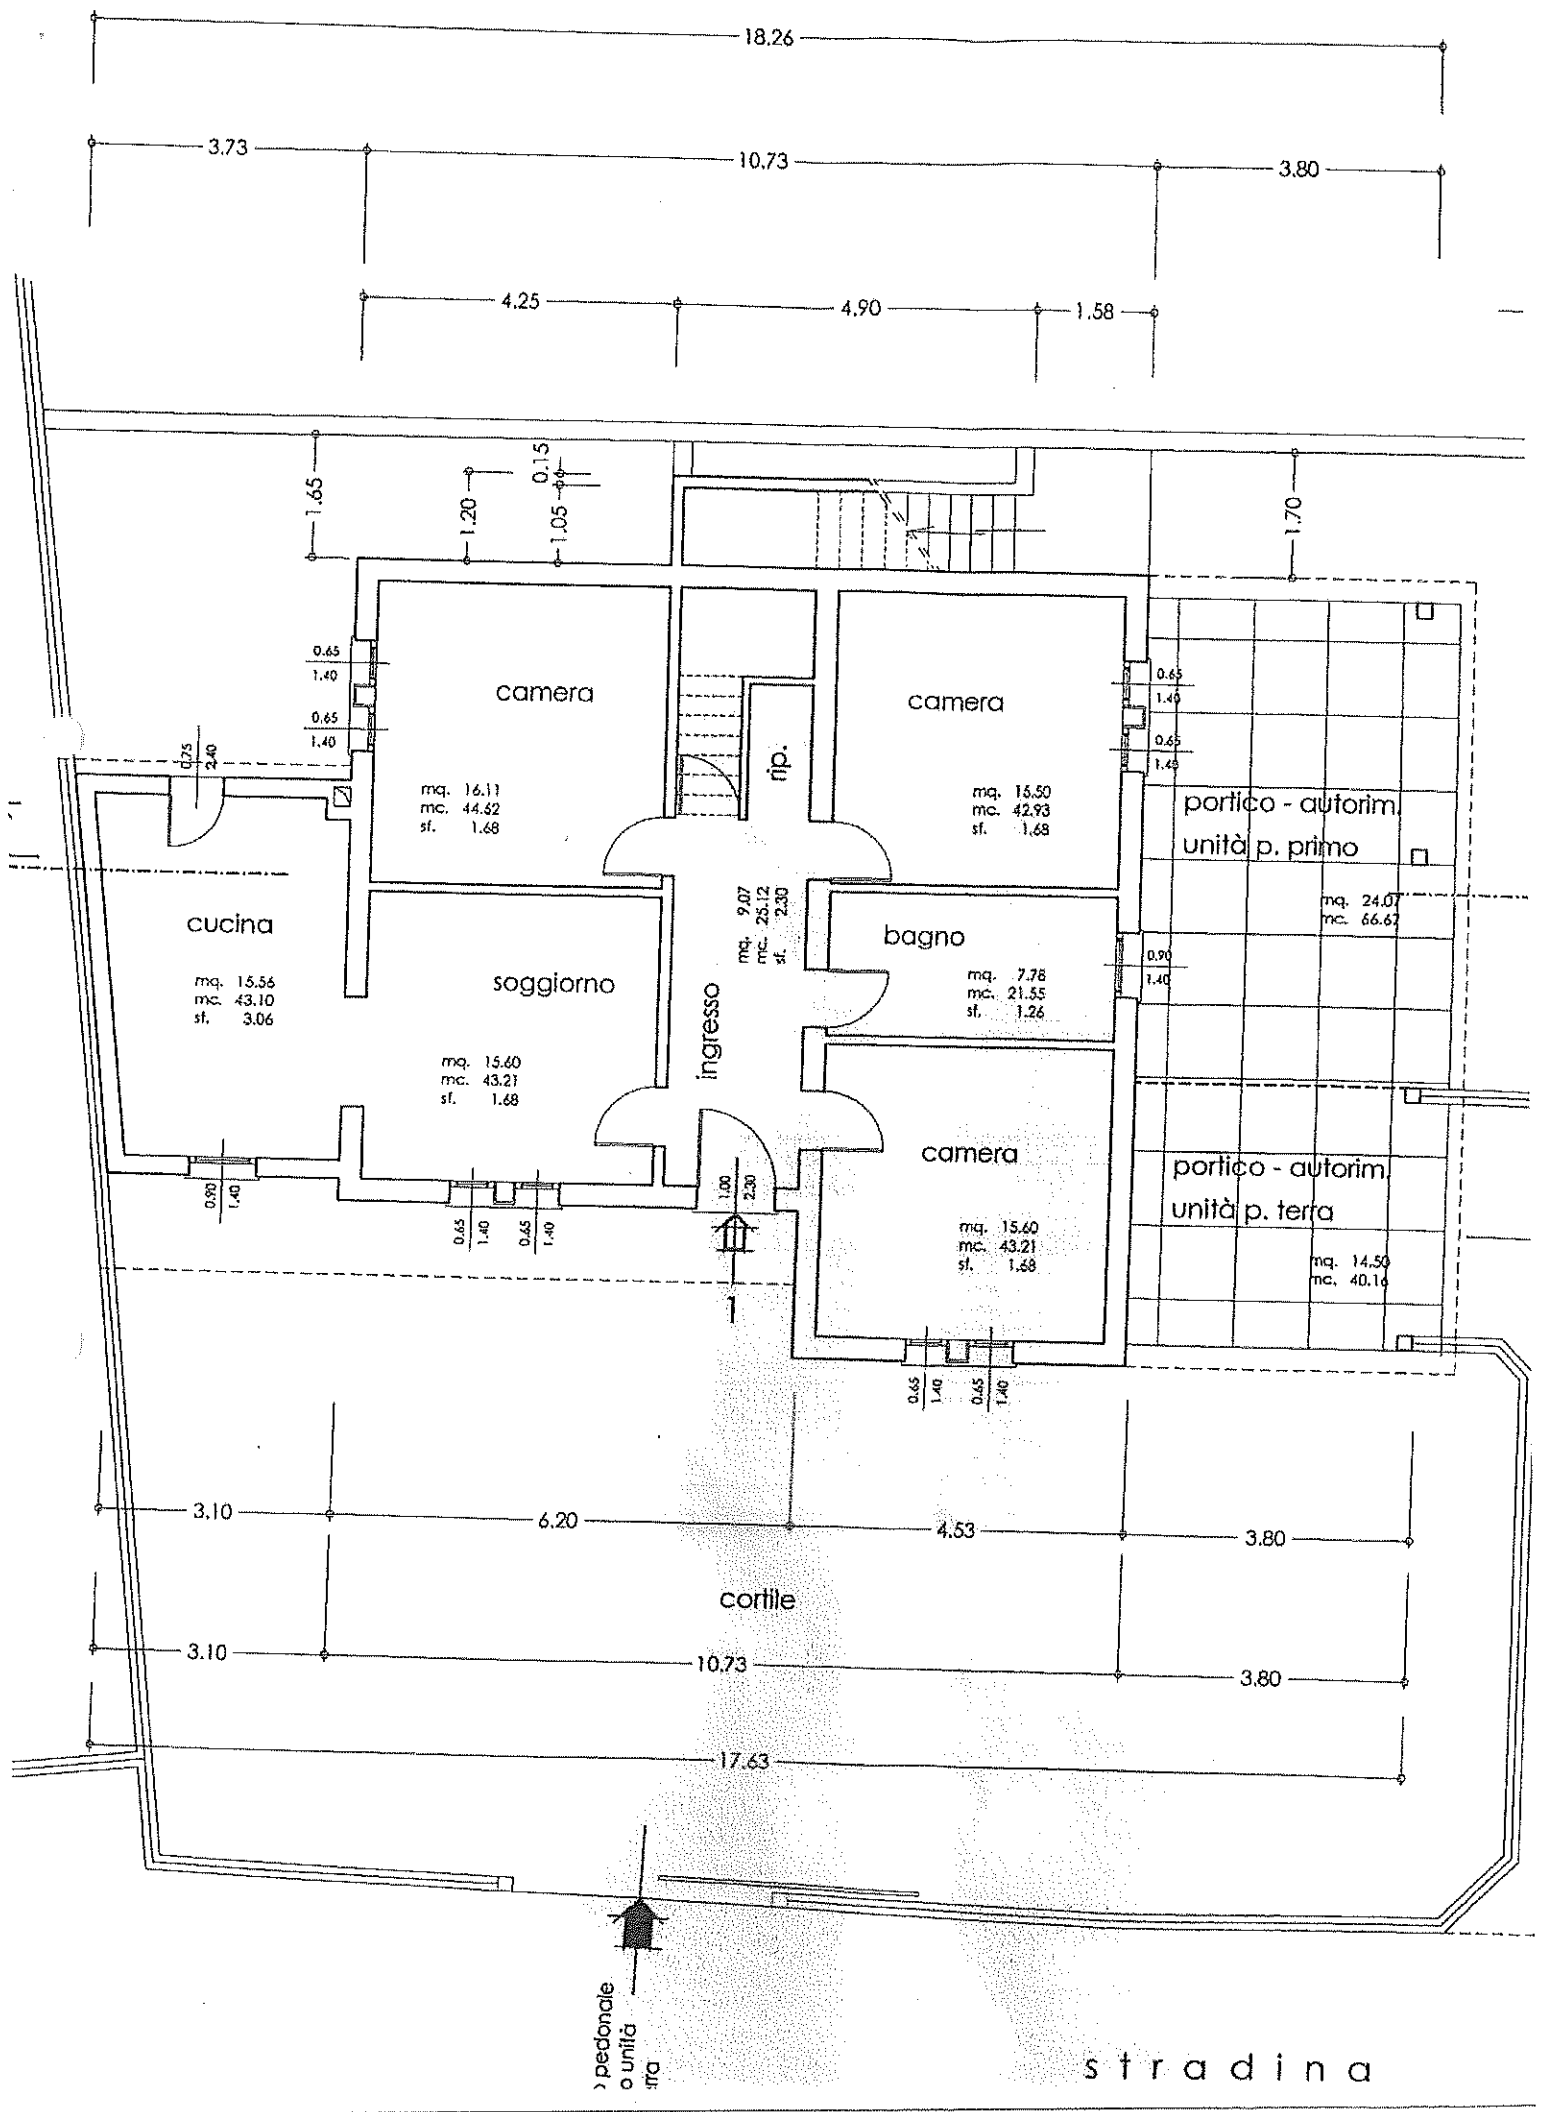 18.26
3.73
10.73
3.80
4.25
4.90
1.58
1.65
1.20
0.15
1.05
1.70
0.65
1.40
0.65
1.40
camera
mq. 16.11
mc. 44.62
sf. 1.68
rip.
camera
mq. 15.50
mc. 42.93
sf. 1.68
0.65
1.40
0.65
1.40
portico - autorim.
unità p. primo
mq. 24.07
mc. 66.67
0.75
2.40
cucina
mq. 15.56
mc. 43.10
sf. 3.06
soggiorno
mq. 15.60
mc. 43.21
sf. 1.68
ingresso
mq. 9.07
mc. 25.12
sf. 2.30
bagno
mq. 7.78
mc. 21.55
sf. 1.26
0.90
1.40
camera
mq. 15.60
mc. 43.21
sf. 1.68
portico - autorim.
unità p. terra
mq. 14.50
mc. 40.16
0.90
1.40
0.65
1.40
0.65
1.40
1.00
2.30
1
0.65
1.40
0.65
1.40
3.10
6.20
4.53
3.80
cortile
3.10
10.73
3.80
17.63
pedonale
o unità
rra
stradina